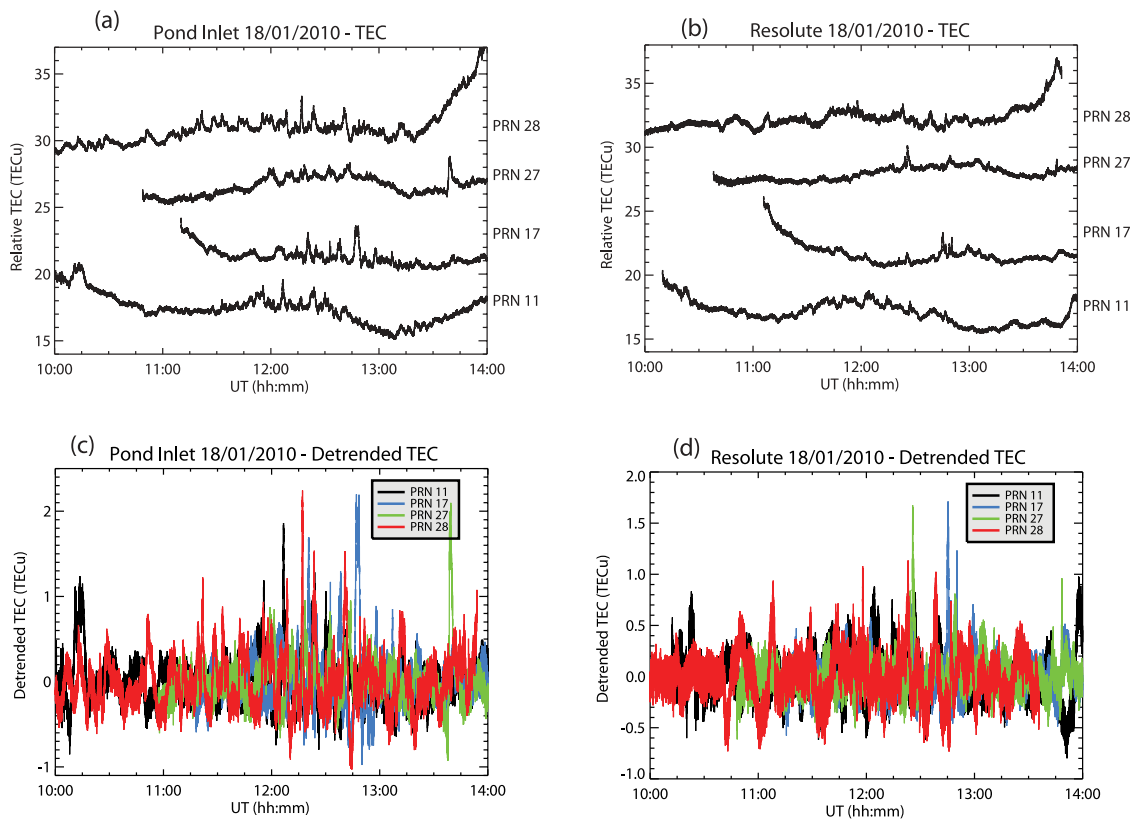 (a)
Pond Inlet 18/01/2010 - TEC
35
30
25
20
15
Relative TEC (TECu)
PRN 28
PRN 27
PRN 17
PRN 11
10:00 11:00 12:00 13:00 14:00
UT (hh:mm)
(b)
Resolute 18/01/2010 - TEC
35
30
25
20
15
Relative TEC (TECu)
PRN 28
PRN 27
PRN 17
PRN 11
10:00 11:00 12:00 13:00 14:00
UT (hh:mm)
(c)
Pond Inlet 18/01/2010 - Detrended TEC
2
1
0
-1
Detrended TEC (TECu)
PRN 11
PRN 17
PRN 27
PRN 28
10:00 11:00 12:00 13:00 14:00
UT (hh:mm)
(d)
Resolute 18/01/2010 - Detrended TEC
2.0
1.5
1.0
0.5
0.0
-0.5
-1.0
Detrended TEC (TECu)
PRN 11
PRN 17
PRN 27
PRN 28
10:00 11:00 12:00 13:00 14:00
UT (hh:mm)